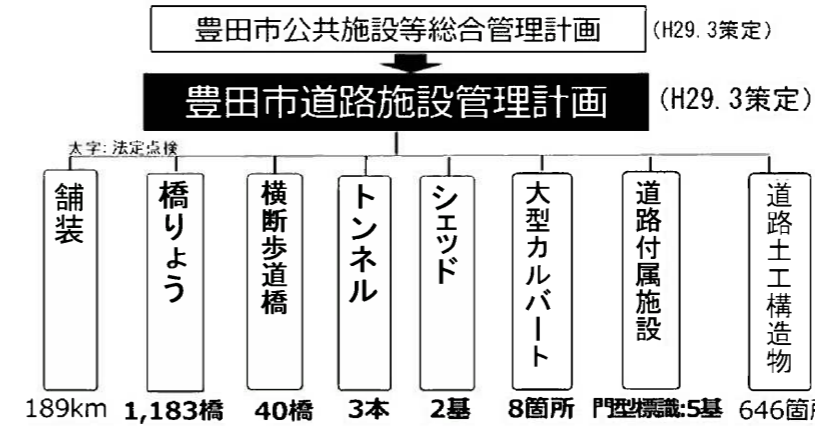 豊田市公共施設等総合管理計画
(H29.3策定)
豊田市道路施設管理計画
(H29.3策定)
太字:法定点検
舗装
橋りょう
横断歩道橋
トンネル
シェッド
大型カルバート
道路付属施設
道路土工構造物
189km
1,183橋
40橋
3本
2基
8箇所
門型標識:5基
646箇所